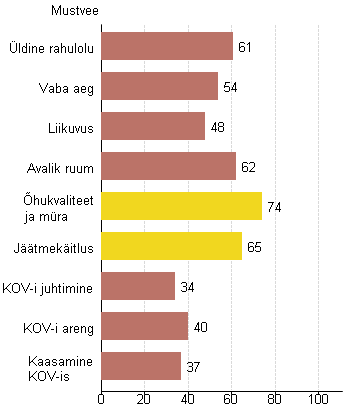 Mustvee
Üldine rahulolu 61
Vaba aeg 54
Liikuvus 48
Avalik ruum 62
Õhukvaliteet
ja müra 74
Jäätmekäitlus 65
KOV-i juhtimine 34
KOV-i areng 40
Kaasamine
KOV-is 37
0 20 40 60 80 100